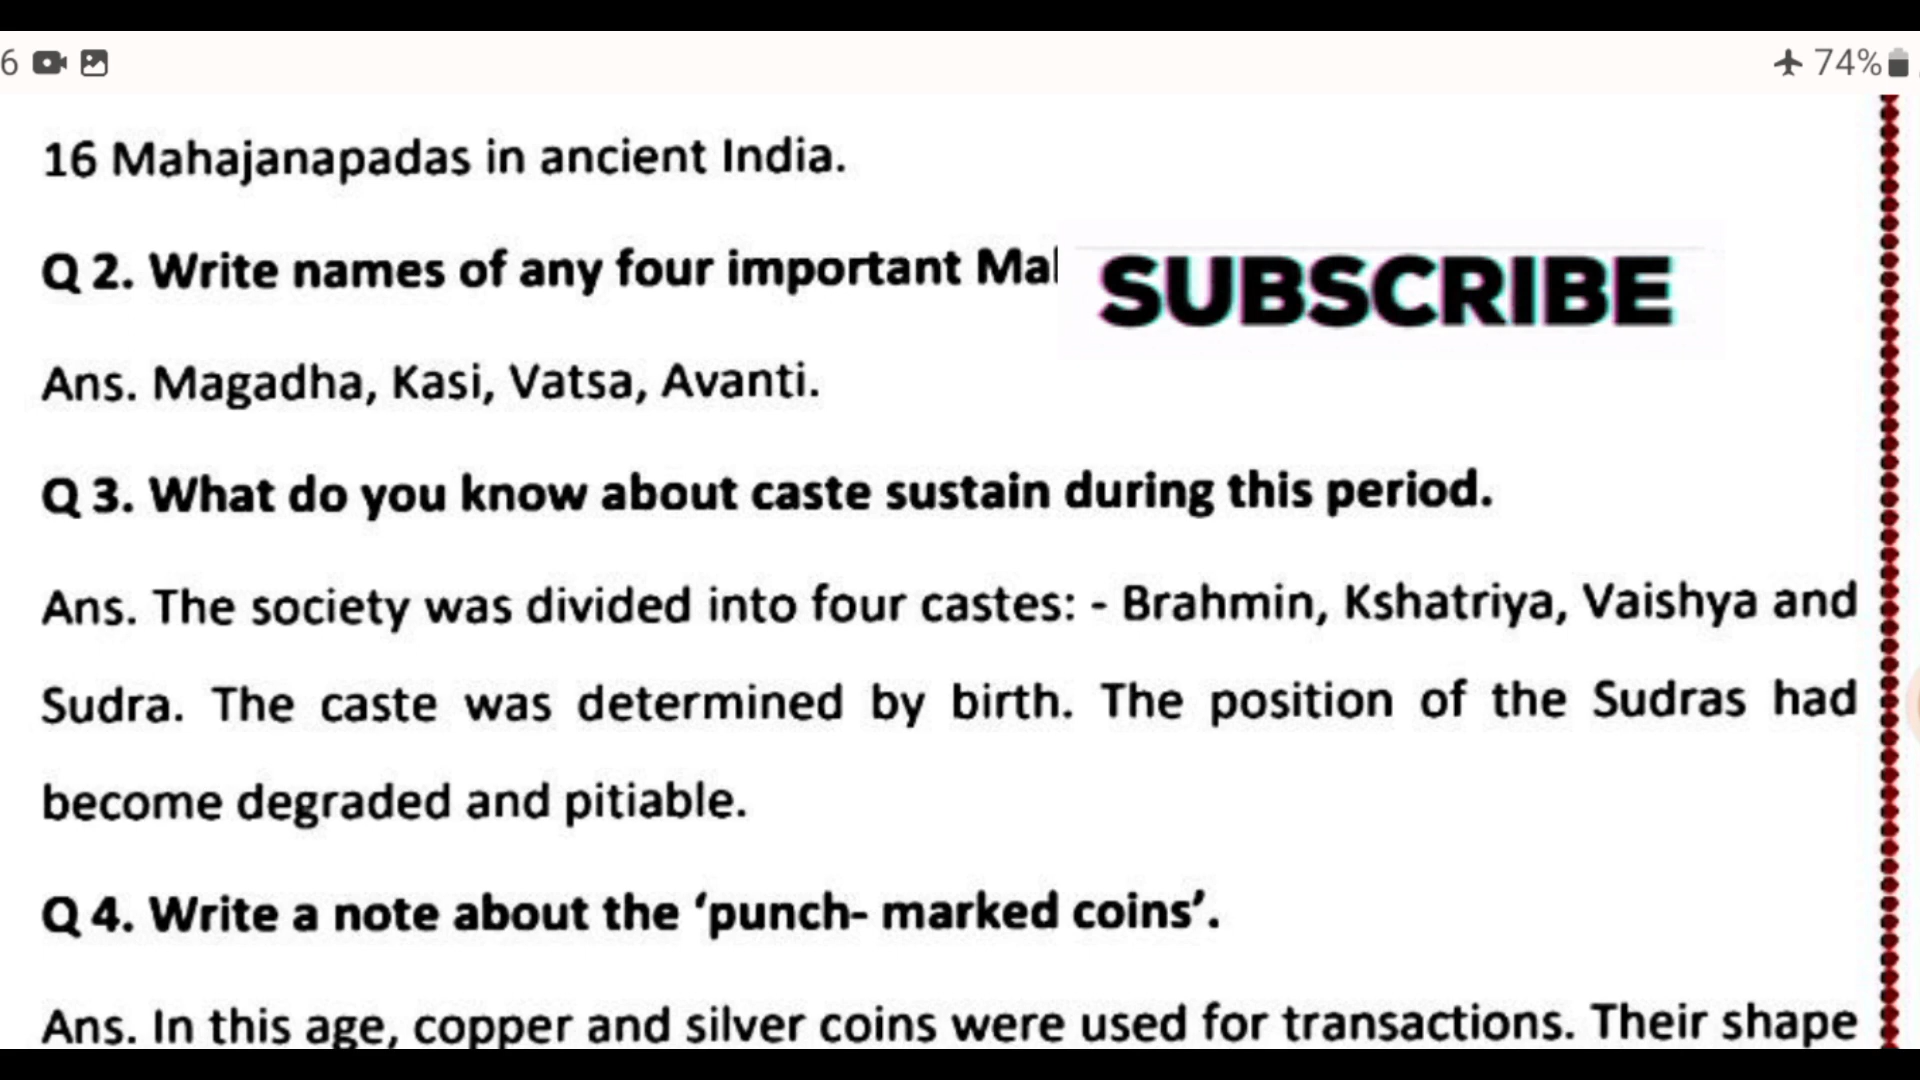 6 74%
16 Mahajanapadas in ancient India.
Q 2. Write names of any four important
SUBSCRIBE
Ans. Magadha, Kasi, Vatsa, Avanti.
Q 3. What do you know about caste sustain during this period.
Ans. The society was divided into four castes: - Brahmin, Kshatriya, Vaishya and
Sudra. The caste was determined by birth. The position of the Sudras had
become degraded and pitiable.
Q 4. Write a note about the ‘punch- marked coins’.
Ans. In this age, copper and silver coins were used for transactions. Their shape